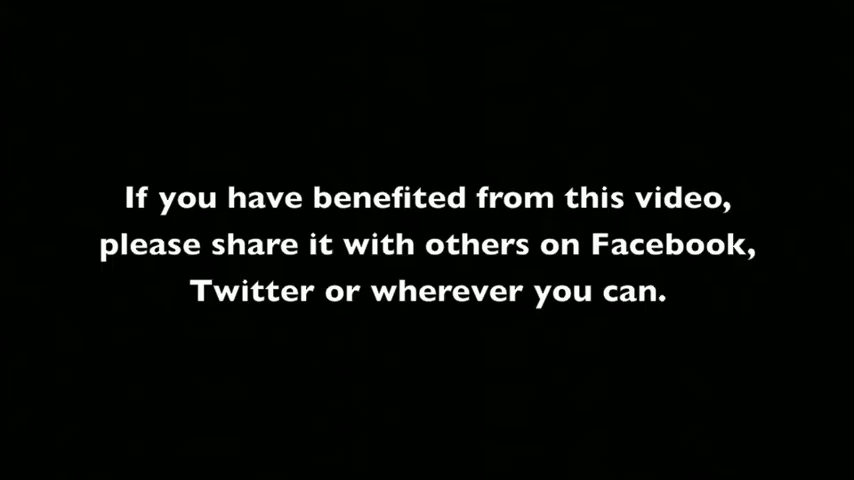 If you have benefited from this video,
please share it with others on Facebook,
Twitter or wherever you can.